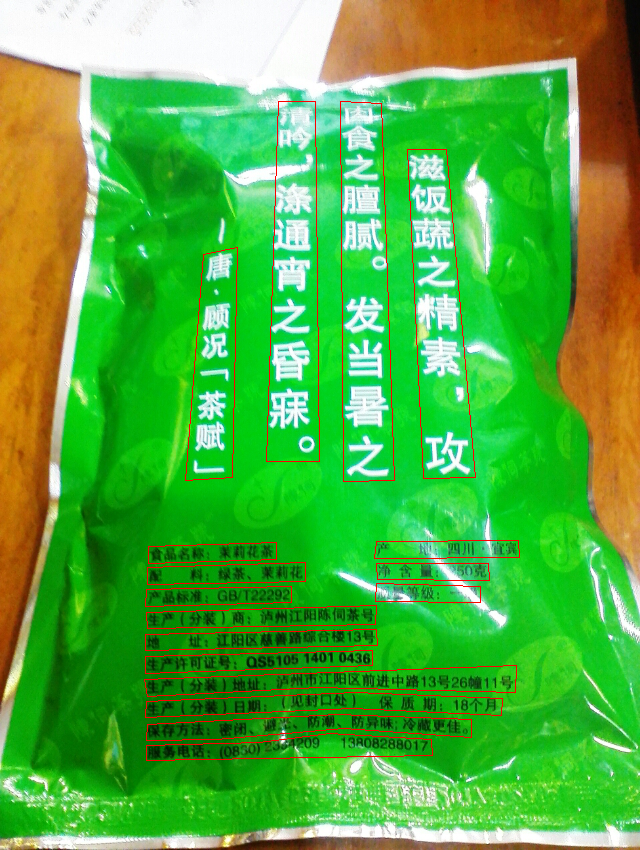 滋饭蔬之精素，攻
肉食之膻腻。发当暑之
清吟，涤通宵之昏寐。
—唐·顾况「茶赋」
食品名称：茉莉花茶
产 地：四川·宜宾
配 料：绿茶、茉莉花
净 含 量：250克
产品标准：GB/T22292
质量等级：一级
生产（分装）商：泸州江阳陈伺茶号
地 址：江阳区慈善路综合楼13号
生产许可证号：QS5105 1401 0436
生产（分装）地址：泸州市江阳区前进中路13号26幢11号
生产（分装）日期：（见封口处） 保 质 期：18个月
保存方法：密闭、避光、防潮、防异味；冷藏更佳。
服务电话：(0830) 13808288017